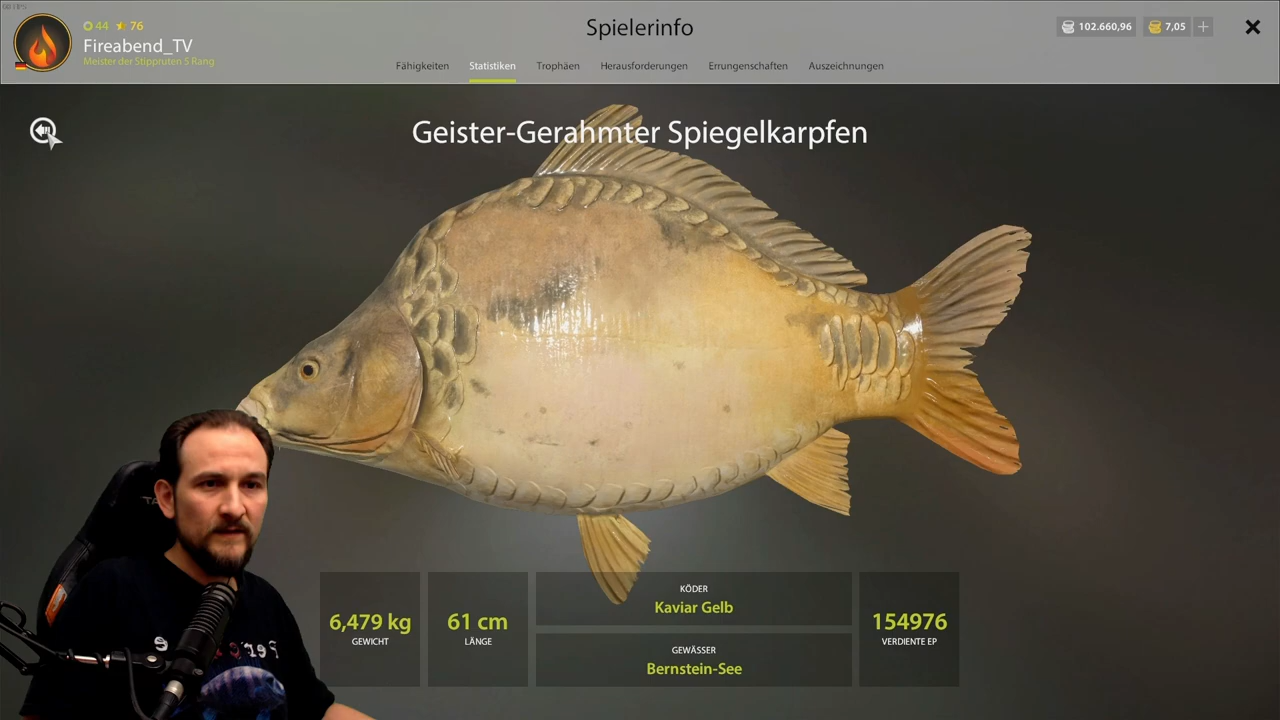 60 FPS
44 76
Fireabend_TV
Meister der Stippruten 5 Rang
Spielerinfo
102.660,96
7,05
Fähigkeiten
Statistiken
Trophäen
Herausforderungen
Errungenschaften
Auszeichnungen
Geister-Gerahmter Spiegelkarpfen
6,479 kg
GEWICHT
61 cm
LÄNGE
KÖDER
Kaviar Gelb
GEWÄSSER
Bernstein-See
154976
VERDIENTE EP